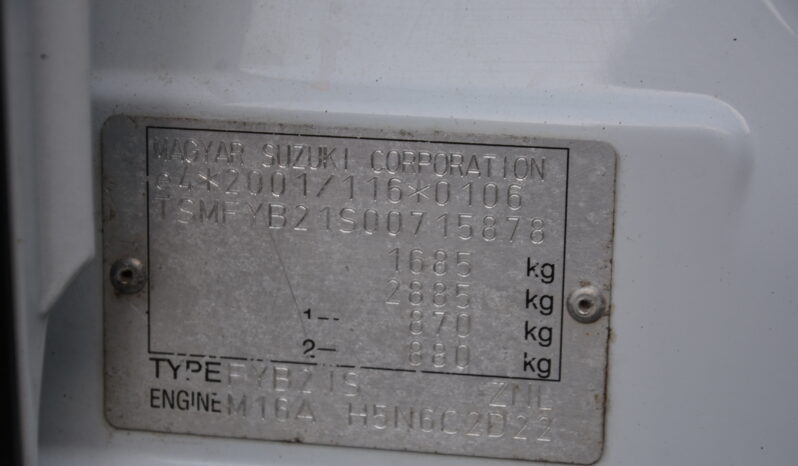 MAGYAR SUZUKI CORPORATION
e4*2001/116*0106
TSMFYB21S00715878
1685 kg
2885 kg
1-- 870 kg
2- 880 kg
TYPE FYB21S ZNL
ENGINE M16A H5N6C2D22